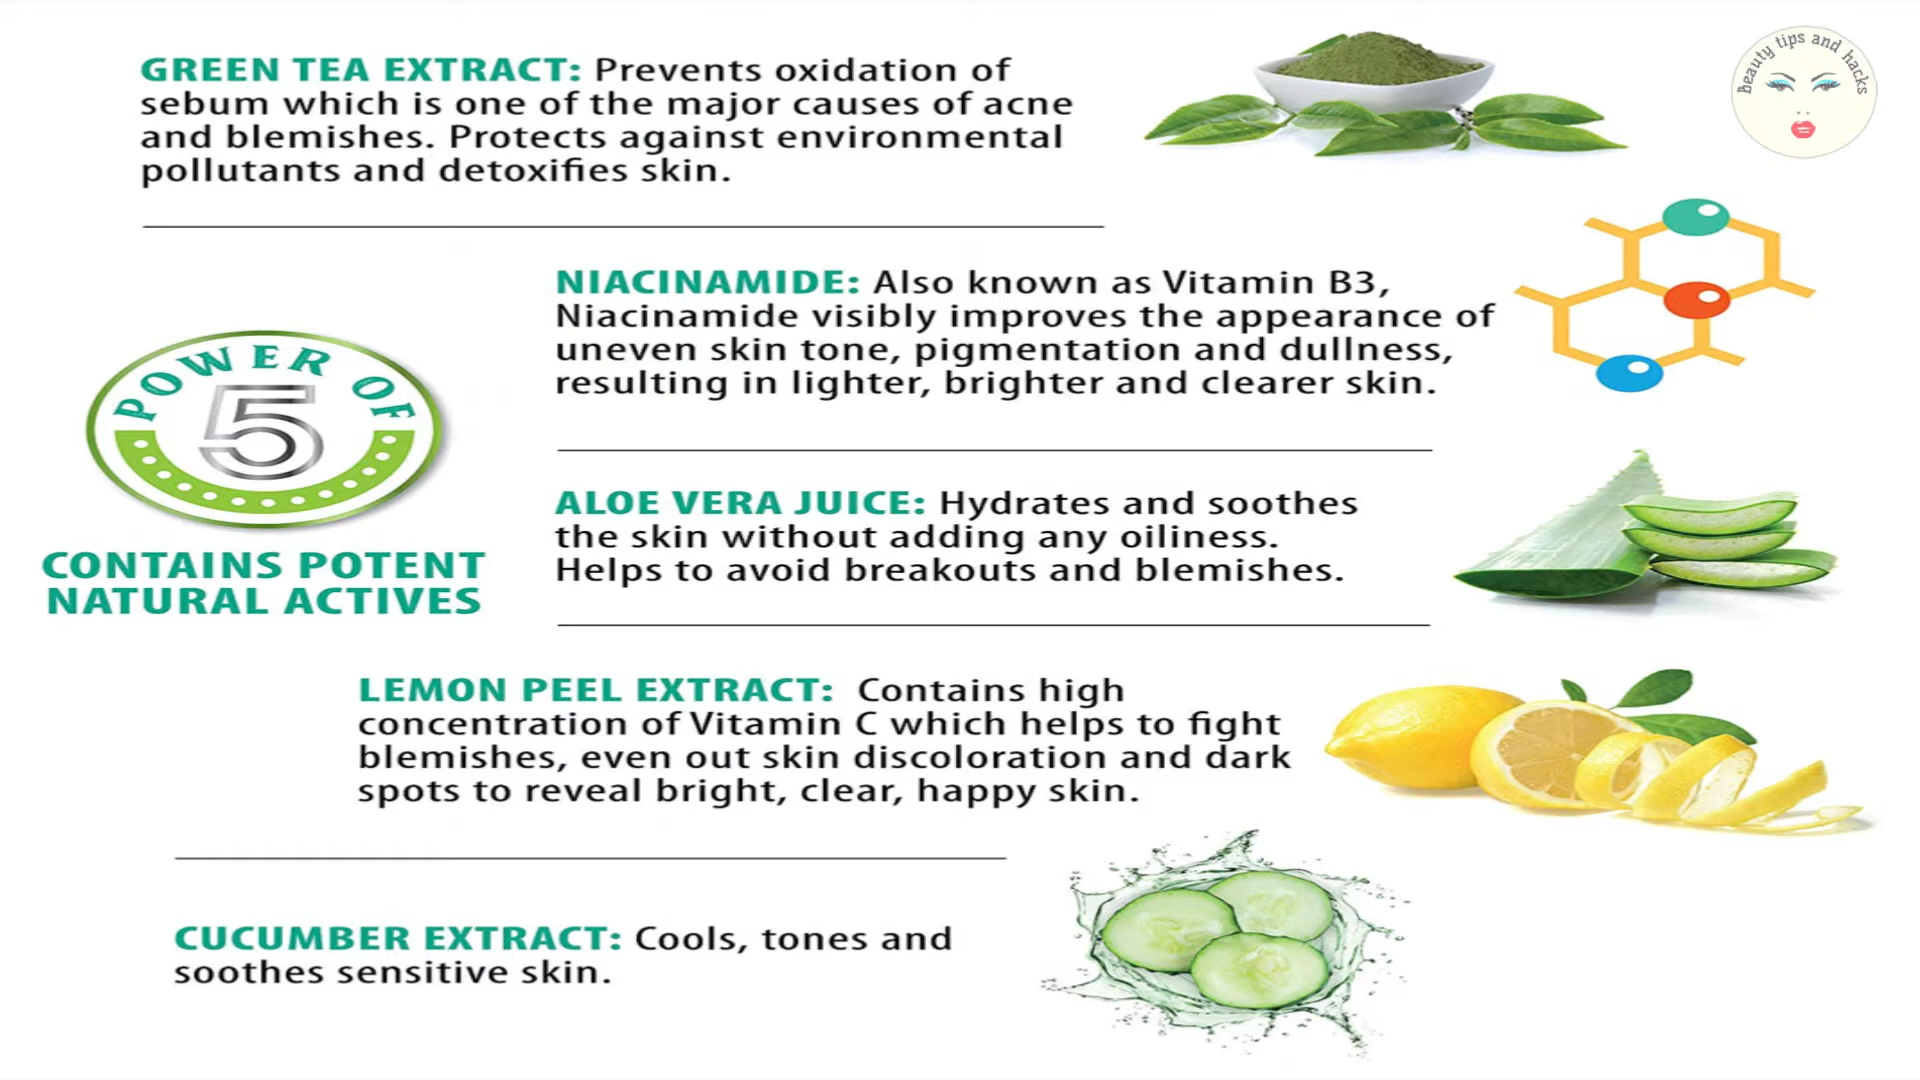 GREEN TEA EXTRACT: Prevents oxidation of
sebum which is one of the major causes of acne
and blemishes. Protects against environmental
pollutants and detoxifies skin.
Beauty tips and hacks
NIACINAMIDE: Also known as Vitamin B3,
Niacinamide visibly improves the appearance of
uneven skin tone, pigmentation and dullness,
resulting in lighter, brighter and clearer skin.
POWER OF
5
CONTAINS POTENT
NATURAL ACTIVES
ALOE VERA JUICE: Hydrates and soothes
the skin without adding any oiliness.
Helps to avoid breakouts and blemishes.
LEMON PEEL EXTRACT: Contains high
concentration of Vitamin C which helps to fight
blemishes, even out skin discoloration and dark
spots to reveal bright, clear, happy skin.
CUCUMBER EXTRACT: Cools, tones and
soothes sensitive skin.